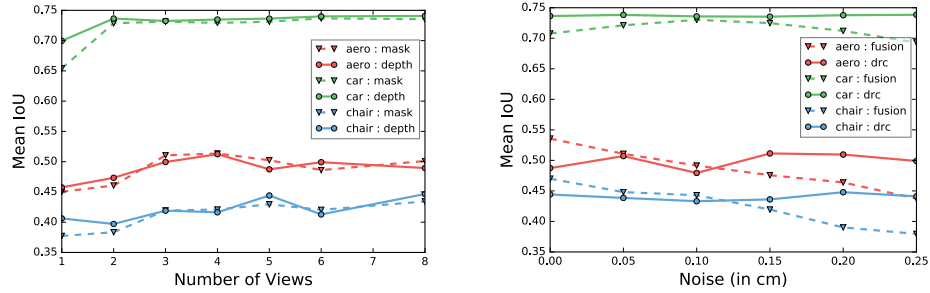 0.75
0.70
0.65
0.60
0.55
0.50
0.45
0.40
0.35
Mean IoU
1 2 3 4 5 6 7 8
Number of Views
aero : mask
aero : depth
car : mask
car : depth
chair : mask
chair : depth
0.75
0.70
0.65
0.60
0.55
0.50
0.45
0.40
0.35
Mean IoU
0.00 0.05 0.10 0.15 0.20 0.25
Noise (in cm)
aero : fusion
aero : drc
car : fusion
car : drc
chair : fusion
chair : drc